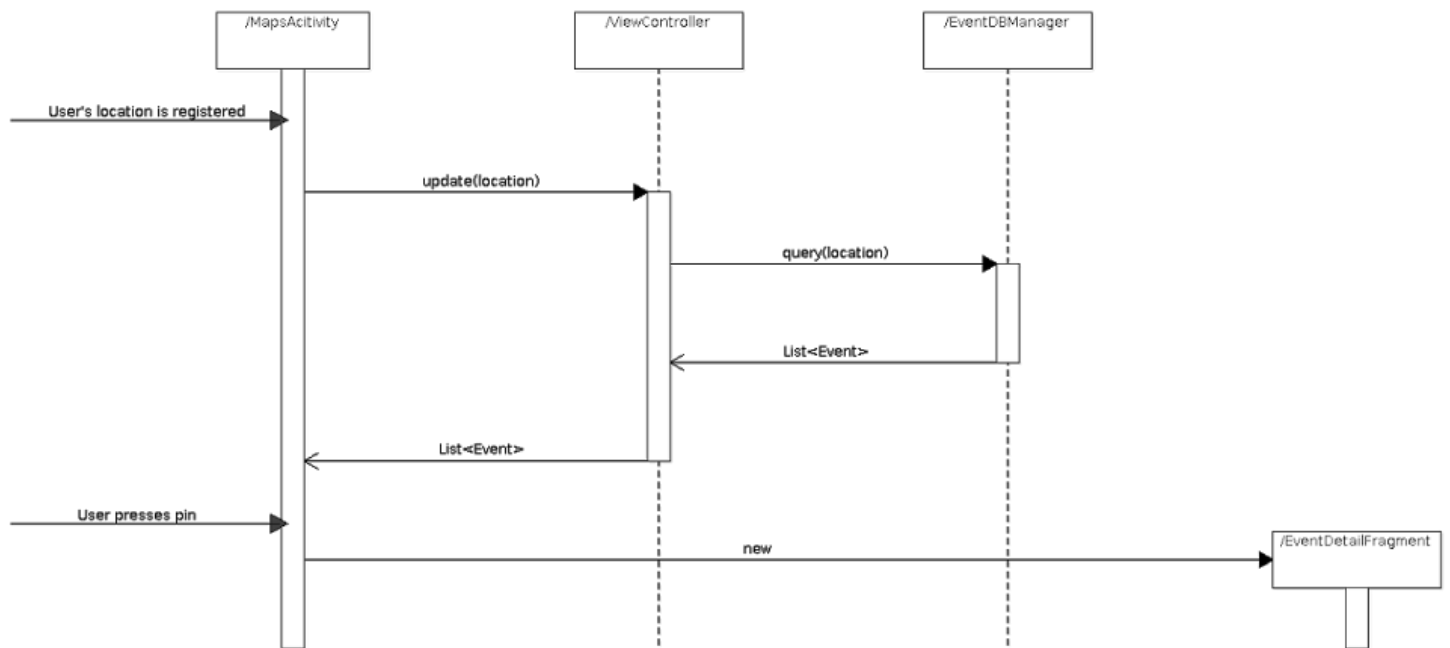 /MapsAcitivity
/ViewController
/EventDBManager
User's location is registered
update(location)
query(location)
List<Event>
List<Event>
User presses pin
new
/EventDetailFragment